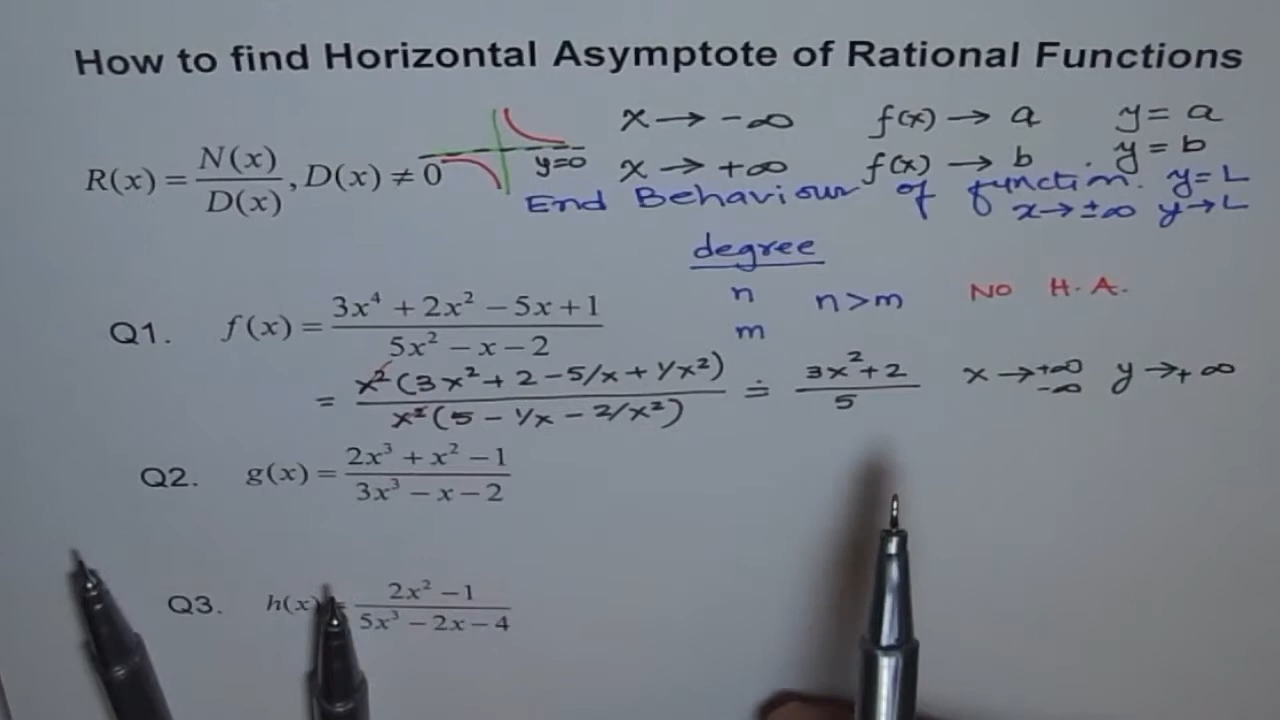 How to find Horizontal Asymptote of Rational Functions
x → -∞ f(x) → a y = a
R(x) = N(x)/D(x), D(x) ≠ 0 y=0 x → +∞ f(x) → b . y = b
End Behaviour of function. y = L
x→±∞ y→L
degree
Q1. f(x) = (3x⁴ + 2x² − 5x + 1)/(5x² − x − 2) n m n>m NO H.A.
= x²(3x² + 2 − 5/x + 1/x²)/x²(5 − 1/x − 2/x²) ≐ (3x²+2)/5 x → +∞ -∞ y → +∞
Q2. g(x) = (2x³ + x² − 1)/(3x³ − x − 2)
Q3. h(x) = (2x² − 1)/(5x³ − 2x − 4)